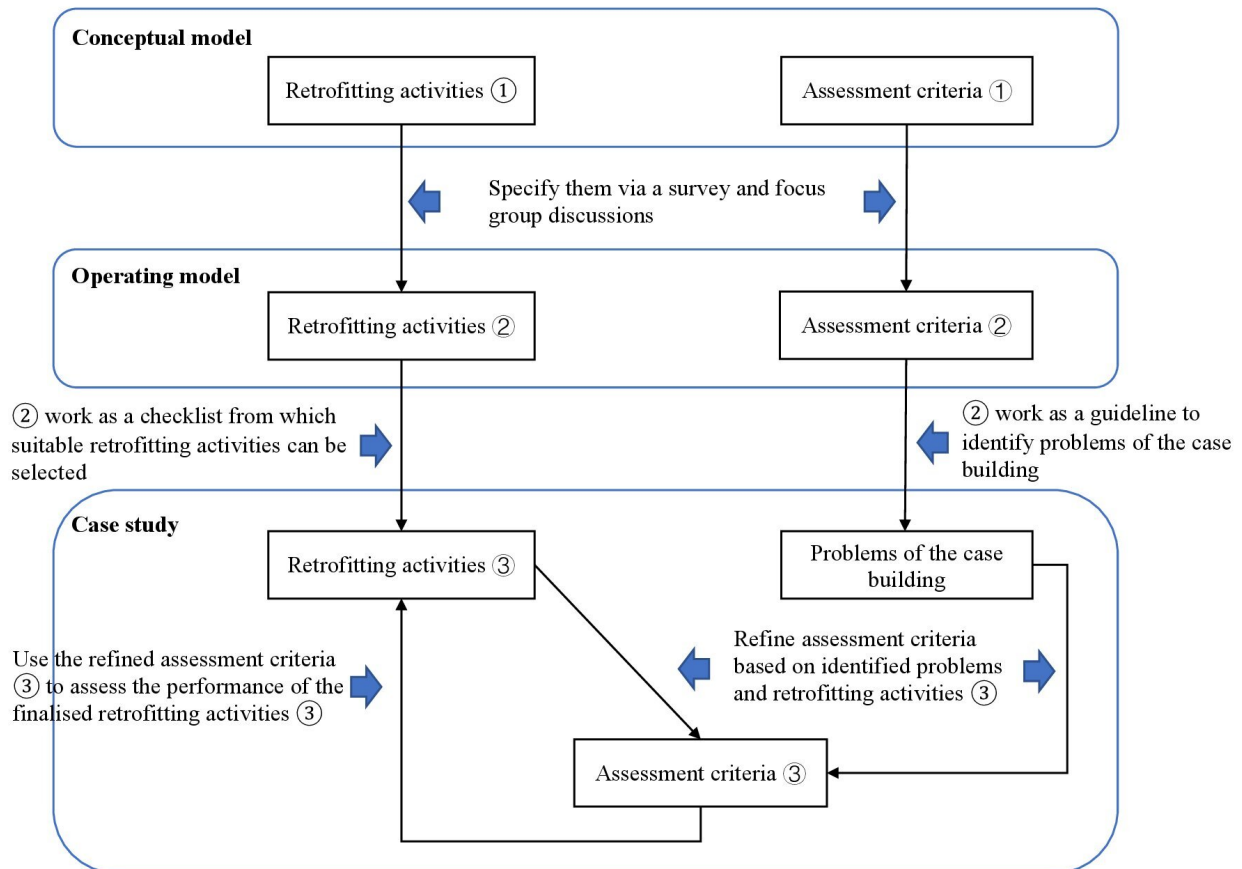 Conceptual model
Retrofitting activities ①
Assessment criteria ①
Specify them via a survey and focus
group discussions
Operating model
Retrofitting activities ②
Assessment criteria ②
② work as a checklist from which
suitable retrofitting activities can be
selected
② work as a guideline to
identify problems of the case
building
Case study
Retrofitting activities ③
Problems of the case
building
Use the refined assessment criteria
③ to assess the performance of the
finalised retrofitting activities ③
Refine assessment criteria
based on identified problems
and retrofitting activities ③
Assessment criteria ③